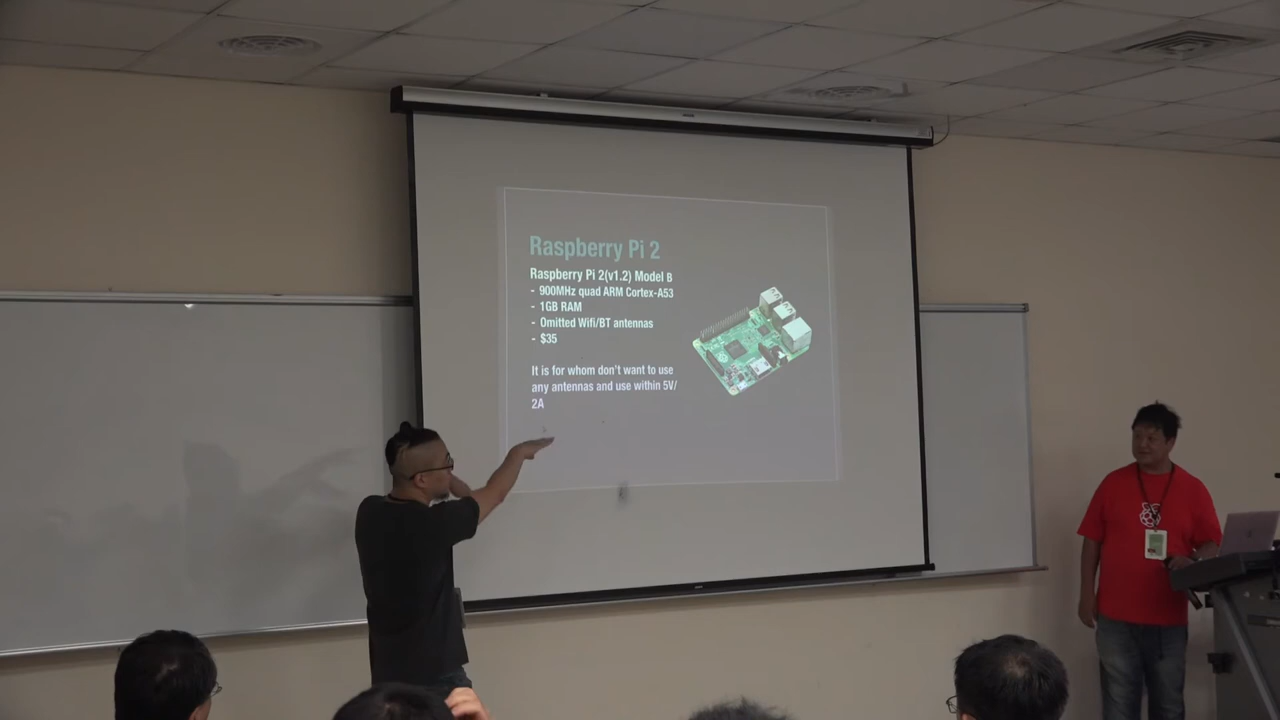 Raspberry Pi 2
Raspberry Pi 2(v1.2) Model B
- 900MHz quad ARM Cortex-A53
- 1GB RAM
- Omitted Wifi/BT antennas
- $35
It is for whom don't want to use
any antennas and use within 5V/
2A